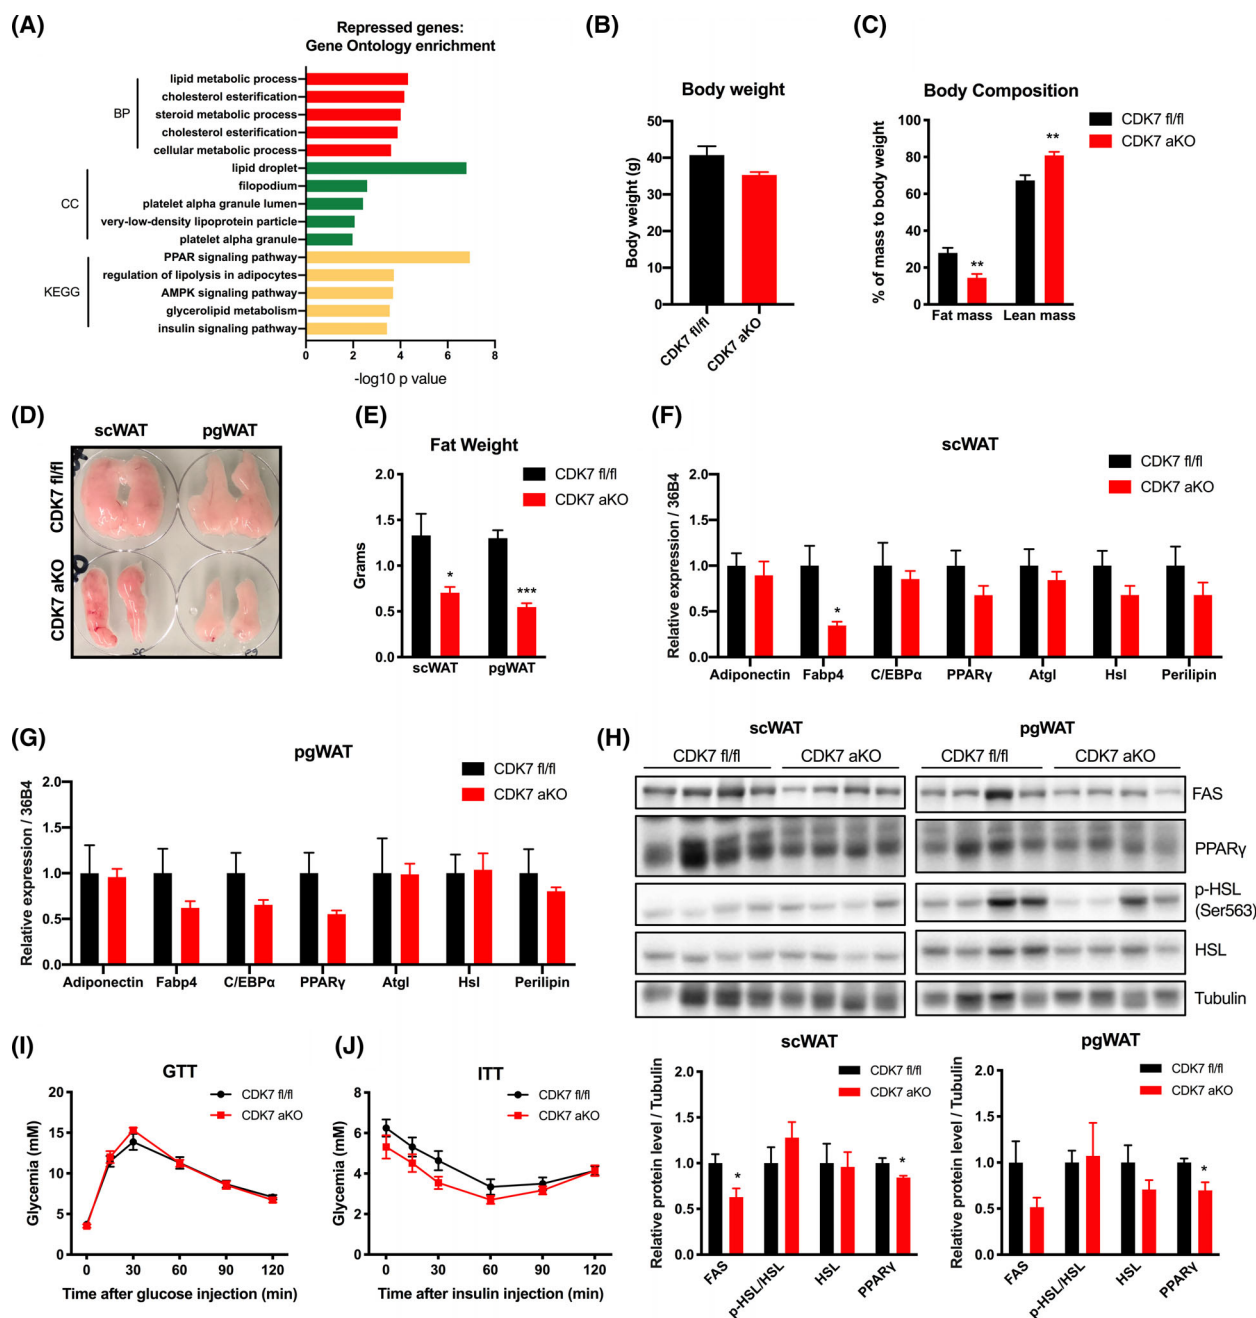 (A)
Repressed genes:
Gene Ontology enrichment
BP
lipid metabolic process
cholesterol esterification
steroid metabolic process
cholesterol esterification
cellular metabolic process
CC
lipid droplet
filopodium
platelet alpha granule lumen
very-low-density lipoprotein particle
platelet alpha granule
KEGG
PPAR signaling pathway
regulation of lipolysis in adipocytes
AMPK signaling pathway
glycerolipid metabolism
insulin signaling pathway
0 2 4 6 8
-log10 p value
(B)
Body weight
Body weight (g)
50
40
30
20
10
0
CDK7 fl/fl
CDK7 aKO
(C)
Body Composition
CDK7 fl/fl
CDK7 aKO
% of mass to body weight
100
80
60
40
20
0
**
**
Fat mass Lean mass
(D)
scWAT pgWAT
CDK7 fl/fl
CDK7 aKO
SC
(E)
Fat Weight
CDK7 fl/fl
CDK7 aKO
Grams
2.0
1.5
1.0
0.5
0.0
*
***
scWAT pgWAT
(F)
scWAT
CDK7 fl/fl
CDK7 aKO
Relative expression / 36B4
2.0
1.5
1.0
0.5
0.0
*
Adiponectin Fabp4 C/EBPα PPARγ Atgl Hsl Perilipin
(G)
pgWAT
CDK7 fl/fl
CDK7 aKO
Relative expression / 36B4
2.0
1.5
1.0
0.5
0.0
Adiponectin Fabp4 C/EBPα PPARγ Atgl Hsl Perilipin
(H)
scWAT pgWAT
CDK7 fl/fl CDK7 aKO CDK7 fl/fl CDK7 aKO
FAS
PPARγ
p-HSL
(Ser563)
HSL
Tubulin
scWAT
CDK7 fl/fl
CDK7 aKO
Relative protein level / Tubulin
2.0
1.5
1.0
0.5
0.0
*
*
FAS
p-HSL/HSL
HSL
PPARγ
pgWAT
CDK7 fl/fl
CDK7 aKO
Relative protein level / Tubulin
2.0
1.5
1.0
0.5
0.0
*
FAS
p-HSL/HSL
HSL
PPARγ
(I)
GTT
CDK7 fl/fl
CDK7 aKO
Glycemia (mM)
20
15
10
5
0
0 30 60 90 120
Time after glucose injection (min)
(J)
ITT
CDK7 fl/fl
CDK7 aKO
Glycemia (mM)
8
6
4
2
0
0 30 60 90 120
Time after insulin injection (min)